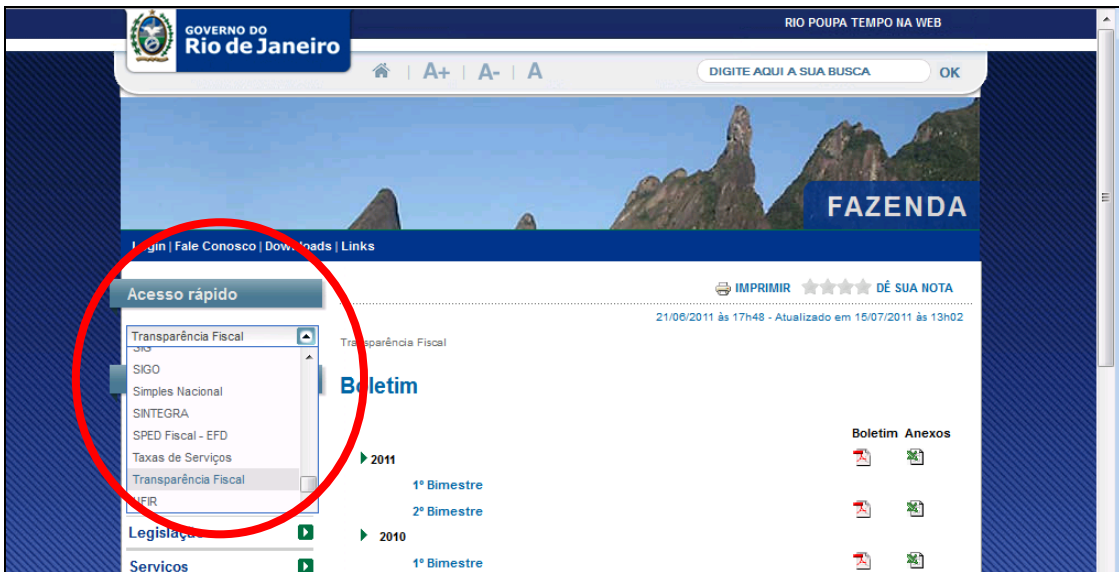 RIO POUPA TEMPO NA WEB
GOVERNO DO
Rio de Janeiro
A+ | A- | A
DIGITE AQUI A SUA BUSCA OK
FAZENDA
Login | Fale Conosco | Downloads | Links
Acesso rápido
IMPRIMIR DÊ SUA NOTA
21/06/2011 às 17h48 - Atualizado em 15/07/2011 às 13h02
Transparência Fiscal
Transparência Fiscal
SIG
SIGO
Simples Nacional
SINTEGRA
SPED Fiscal - EFD
Taxas de Serviços
Transparência Fiscal
UFIR
Legislação
Serviços
Boletim
Boletim Anexos
2011
1º Bimestre
2º Bimestre
2010
1º Bimestre